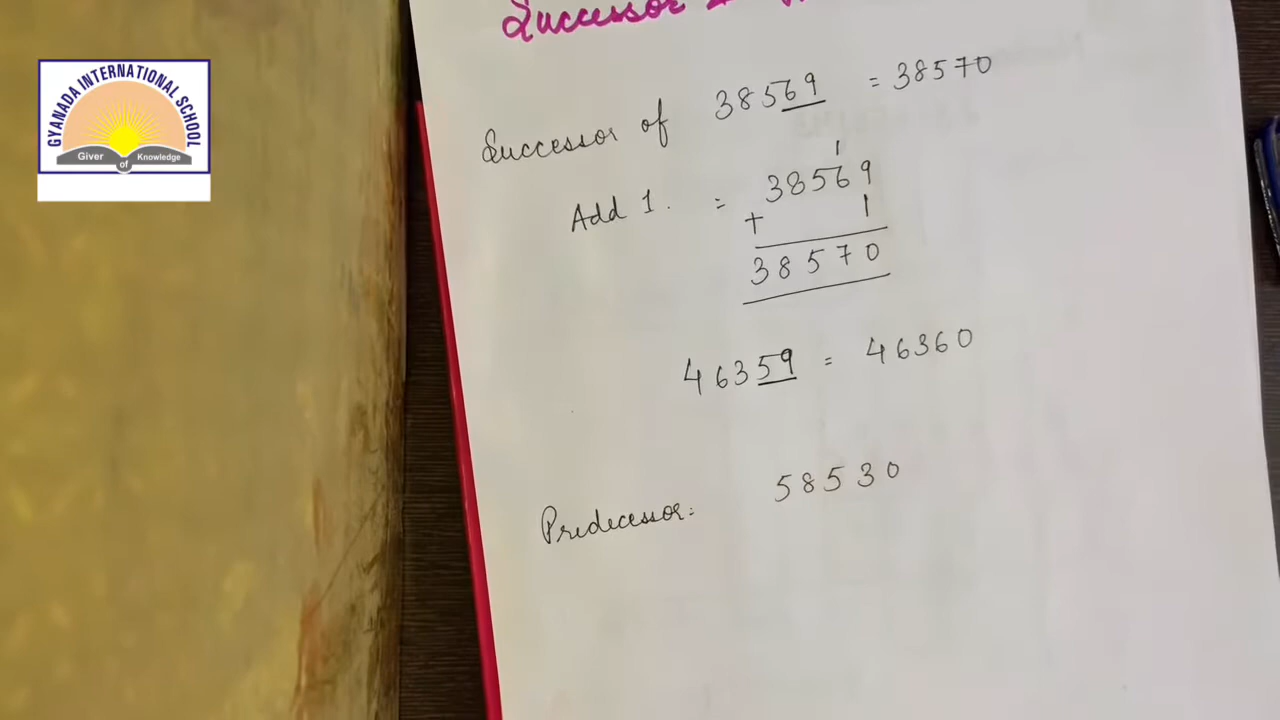 GYANADA INTERNATIONAL SCHOOL
Giver of Knowledge
Successor
Successor of 38569 = 38570
1
Add 1. = 38569
+ 1
38570
46359 = 46360
Predecessor: 58530